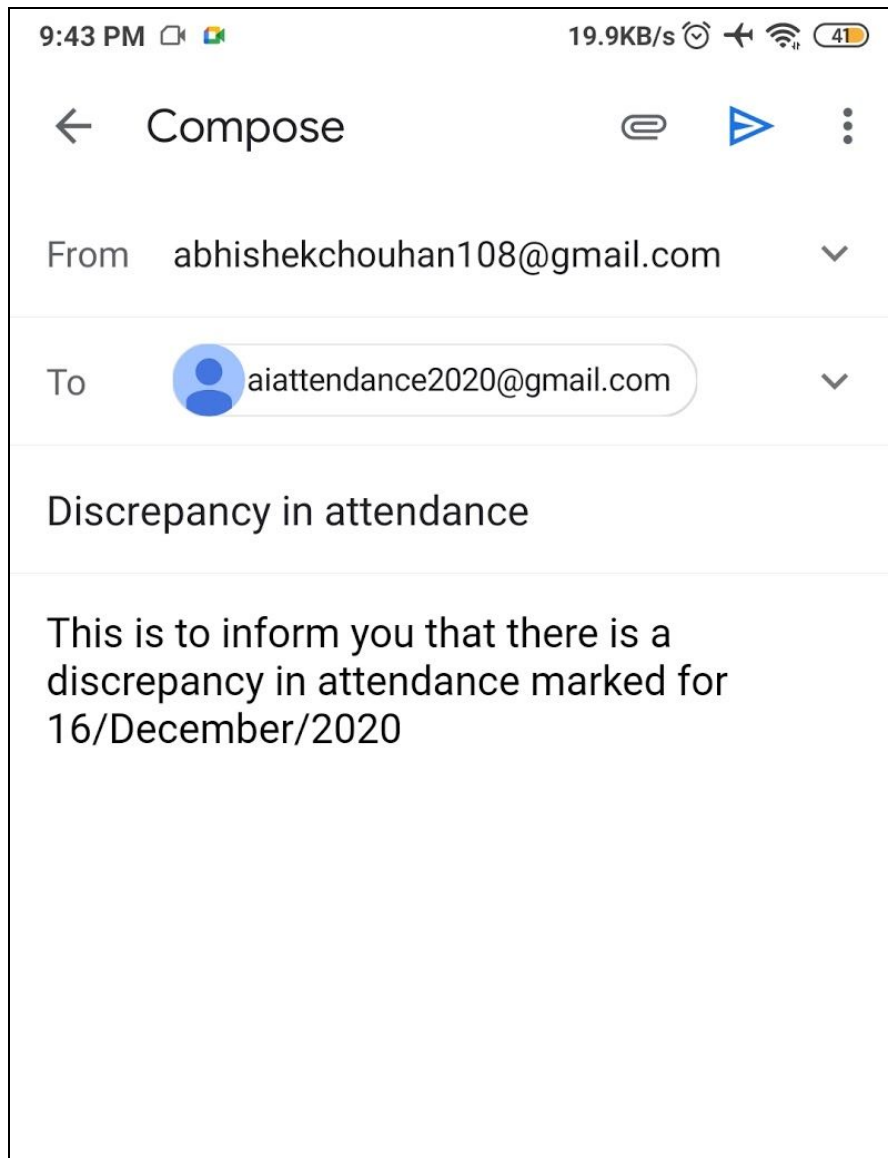 9:43 PM 19.9KB/s 41
Compose
From abhishekchouhan108@gmail.com
To aiattendance2020@gmail.com
Discrepancy in attendance
This is to inform you that there is a
discrepancy in attendance marked for
16/December/2020